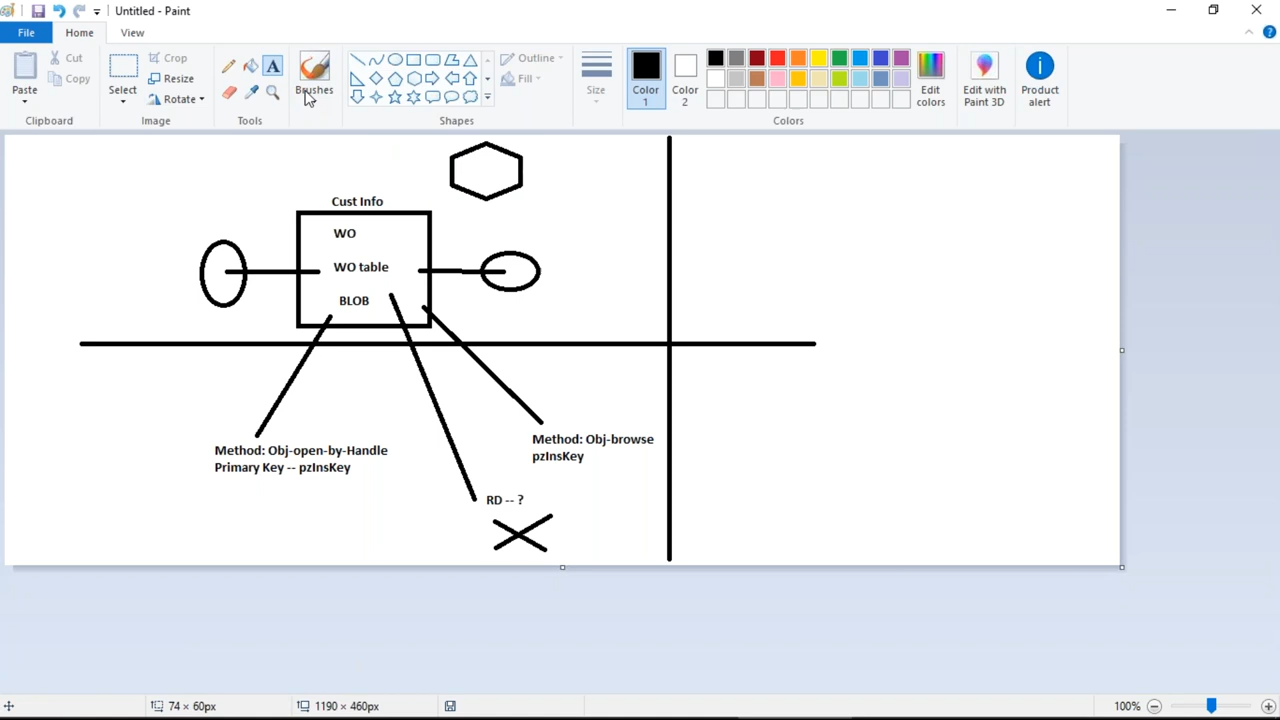 Untitled - Paint
File
Home
View
Paste
Cut
Copy
Clipboard
Select
Crop
Resize
Rotate
Image
A
Tools
Brushes
Outline
Fill
Shapes
Size
Color
1
Color
2
Edit
colors
Colors
Edit with
Paint 3D
Product
alert
Cust Info
WO
WO table
BLOB
Method: Obj-open-by-Handle
Primary Key -- pzInsKey
Method: Obj-browse
pzInsKey
RD -- ?
74 × 60px
1190 × 460px
100%